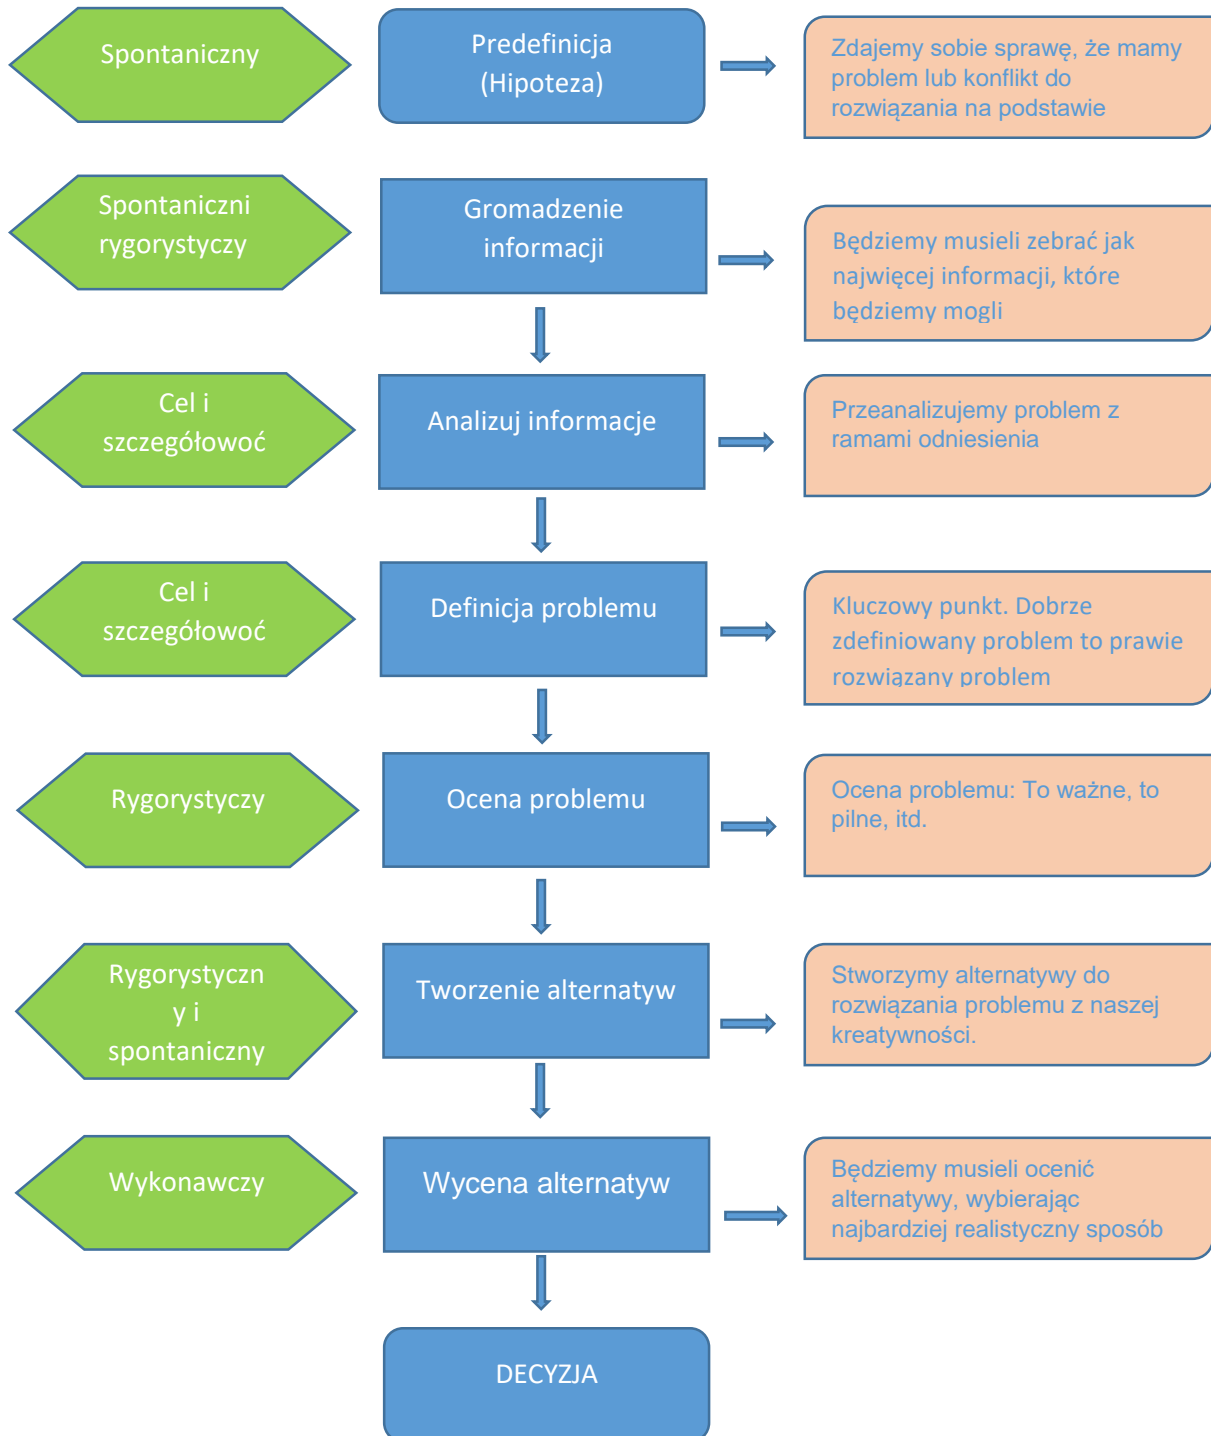 Spontaniczny
Predefinicja
(Hipoteza)
Zdajemy sobie sprawę, że mamy
problem lub konflikt do
rozwiązania na podstawie
Spontaniczni
rygorystyczy
Gromadzenie
informacji
Będziemy musieli zebrać jak
najwięcej informacji, które
będziemy mogli
Cel i
szczegółowoć
Analizuj informacje
Przeanalizujemy problem z
ramami odniesienia
Cel i
szczegółowoć
Definicja problemu
Kluczowy punkt. Dobrze
zdefiniowany problem to prawie
rozwiązany problem
Rygorystyczy
Ocena problemu
Ocena problemu: To ważne, to
pilne, itd.
Rygorystyczn
y i
spontaniczny
Tworzenie alternatyw
Stworzymy alternatywy do
rozwiązania problemu z naszej
kreatywności.
Wykonawczy
Wycena alternatyw
Będziemy musieli ocenić
alternatywy, wybierając
najbardziej realistyczny sposób
DECYZJA